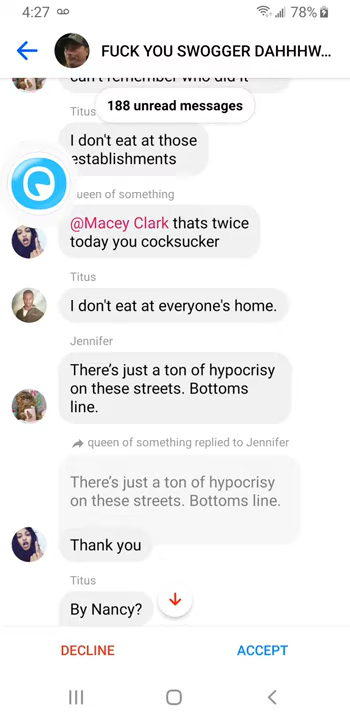 4:27
78%
FUCK YOU SWOGGER DAHHHW...
can't remember who did it
188 unread messages
Titus
I don't eat at those
establishments
ueen of something
@Macey Clark thats twice
today you cocksucker
Titus
I don't eat at everyone's home.
Jennifer
There's just a ton of hypocrisy
on these streets. Bottoms
line.
queen of something replied to Jennifer
There's just a ton of hypocrisy
on these streets. Bottoms line.
Thank you
Titus
By Nancy?
DECLINE
ACCEPT